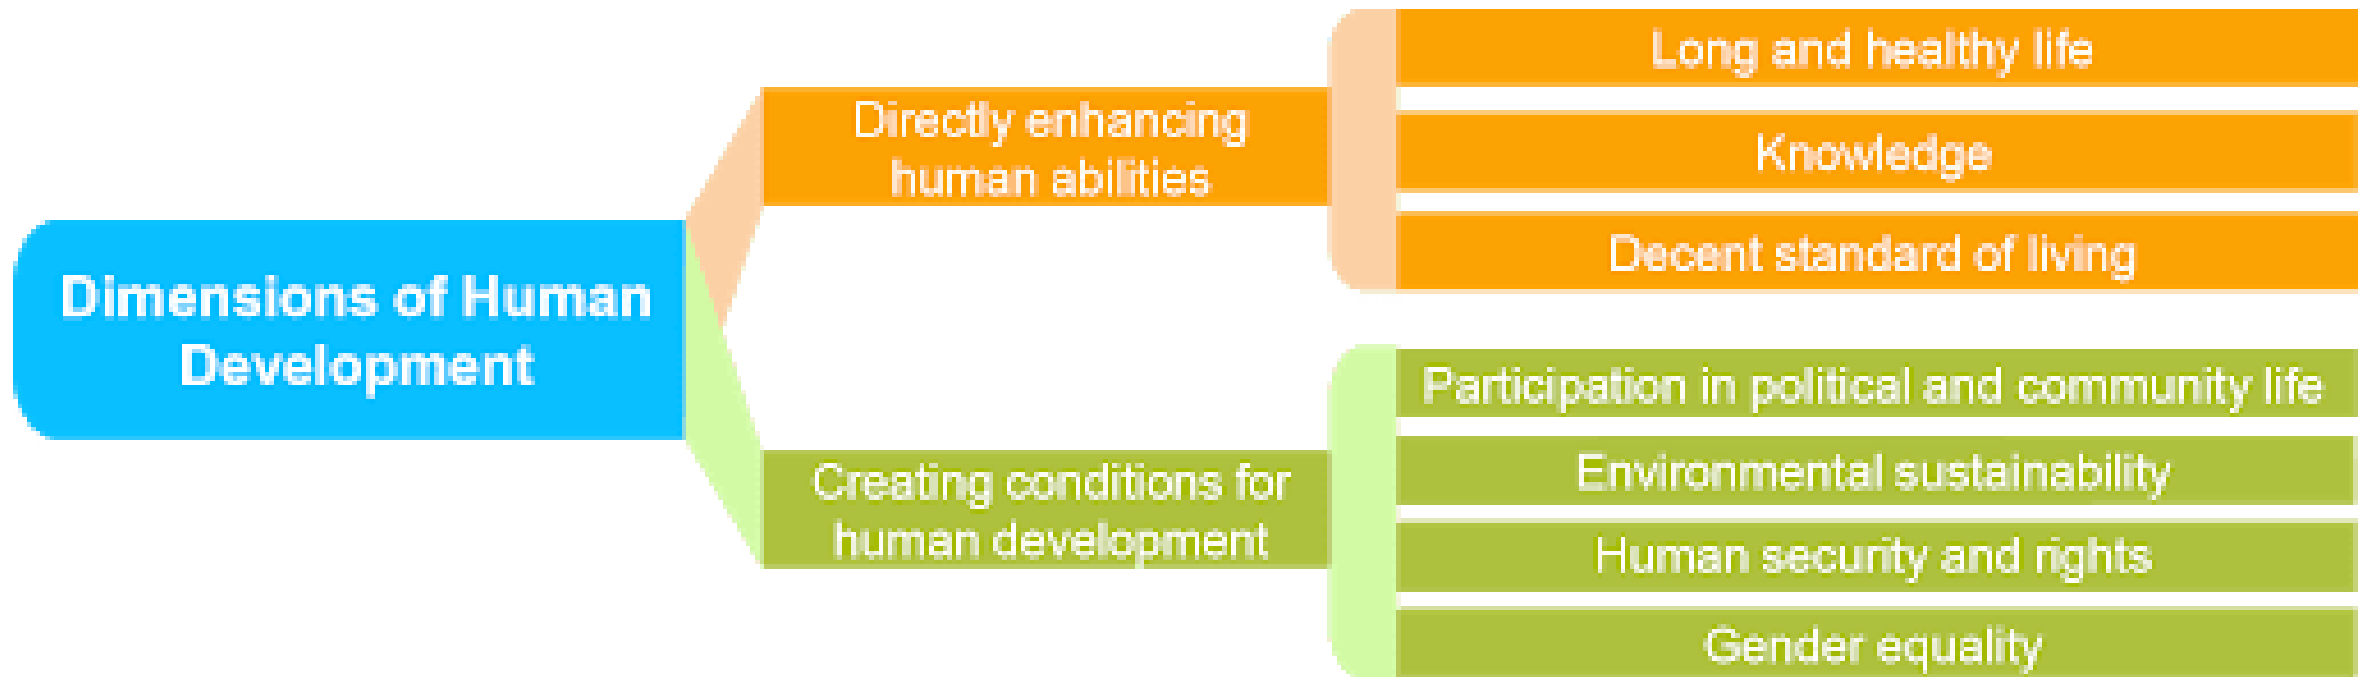 Dimensions of Human
Development
Directly enhancing
human abilities
Long and healthy life
Knowledge
Decent standard of living
Creating conditions for
human development
Participation in political and community life
Environmental sustainability
Human security and rights
Gender equality